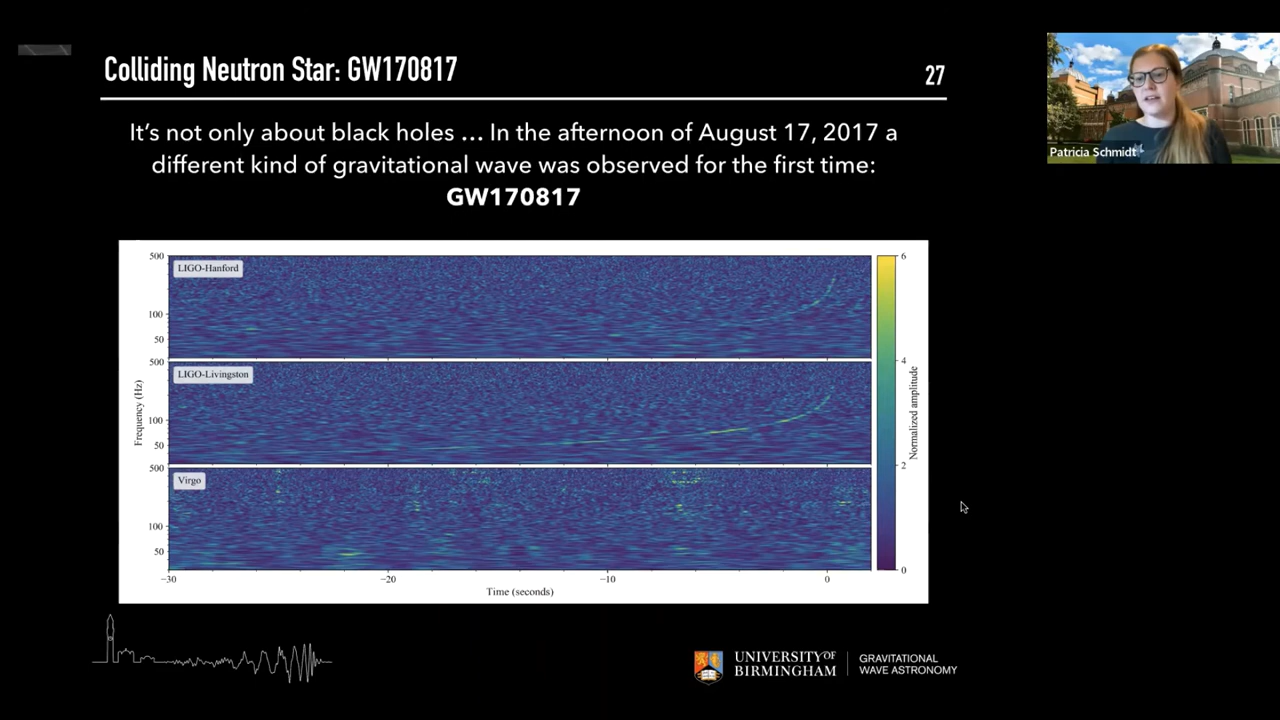 Colliding Neutron Star: GW170817
27
It's not only about black holes ... In the afternoon of August 17, 2017 a
different kind of gravitational wave was observed for the first time:
GW170817
Patricia Schmidt
500
LIGO-Hanford
100
50
500
LIGO-Livingston
100
50
500
Virgo
100
50
Frequency (Hz)
−30
−20
−10
0
Time (seconds)
6
4
2
0
Normalized amplitude
UNIVERSITY OF
BIRMINGHAM
GRAVITATIONAL
WAVE ASTRONOMY